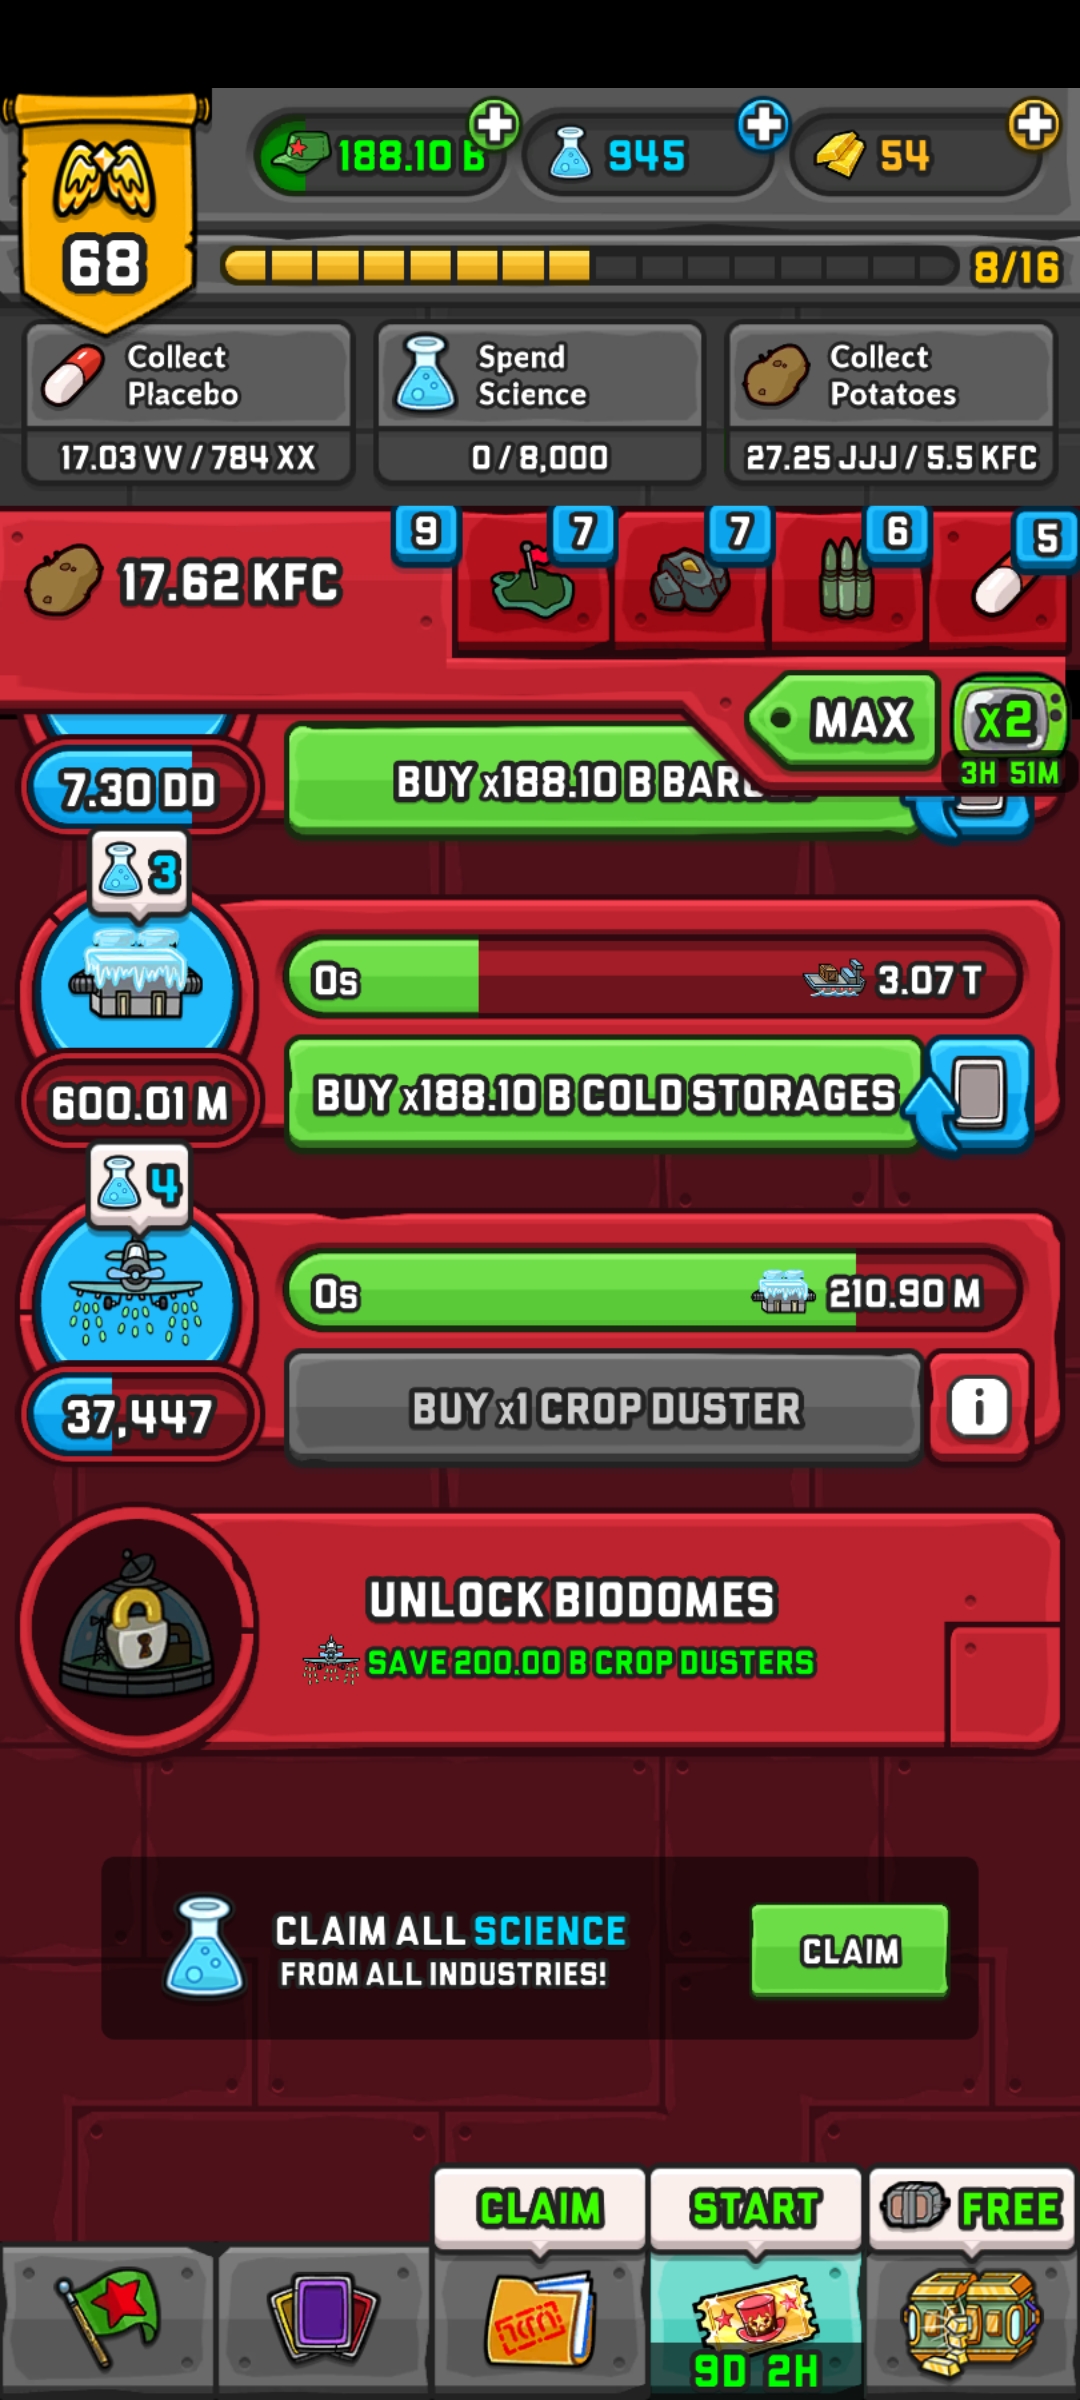 188.10 B
945
54
68
8/16
Collect
Placebo
17.03 VV / 784 XX
Spend
Science
0 / 8,000
Collect
Potatoes
27.25 JJJ / 5.5 KFC
17.62 KFC
9
7
7
6
5
MAX
x2
3H 51M
7.30 DD
BUY x188.10 B
3
0s
3.07 T
600.01 M
BUY x188.10 B COLD STORAGES
4
0s
210.90 M
37,447
BUY x1 CROP DUSTER
i
UNLOCK BIODOMES
SAVE 200.00 B CROP DUSTERS
CLAIM ALL SCIENCE
FROM ALL INDUSTRIES!
CLAIM
CLAIM
START
FREE
9D 2H